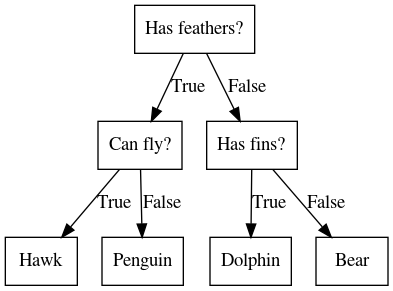 Has feathers?
True
False
Can fly?
Has fins?
True
False
True
False
Hawk
Penguin
Dolphin
Bear